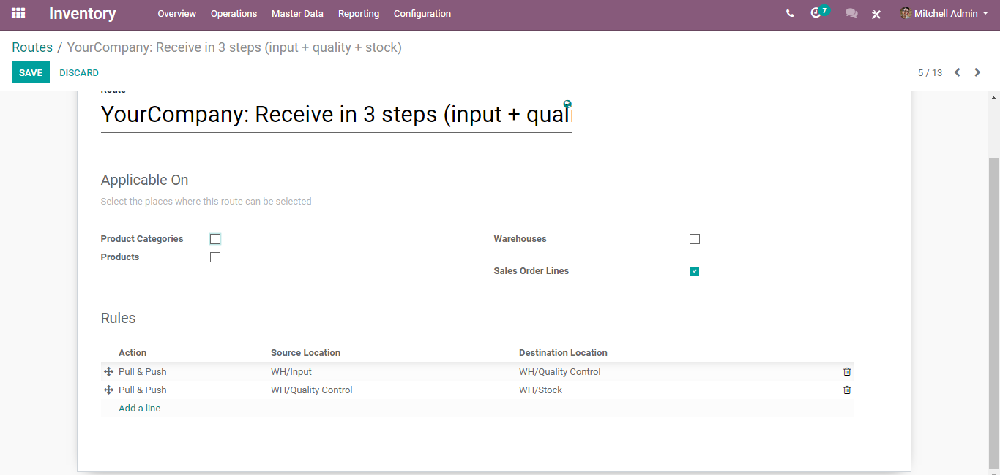 Inventory Overview Operations Master Data Reporting Configuration 7 Mitchell Admin
Routes / YourCompany: Receive in 3 steps (input + quality + stock)
SAVE DISCARD 5 / 13
Route
YourCompany: Receive in 3 steps (input + quali
Applicable On
Select the places where this route can be selected
Product Categories Warehouses
Products
Sales Order Lines
Rules
Action Source Location Destination Location
Pull & Push WH/Input WH/Quality Control
Pull & Push WH/Quality Control WH/Stock
Add a line